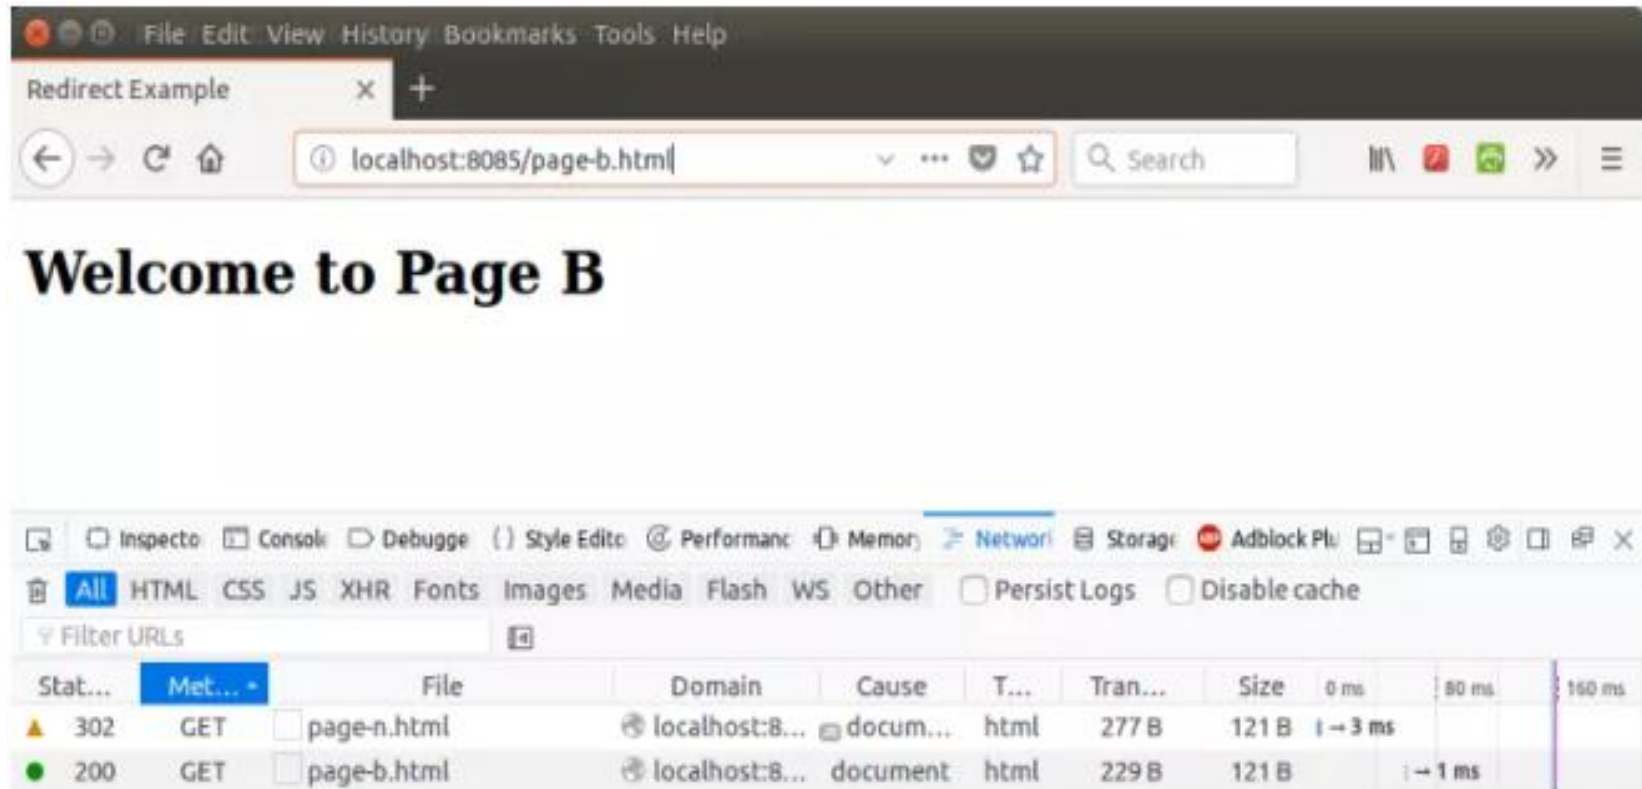 File Edit View History Bookmarks Tools Help
Redirect Example
localhost:8085/page-b.html
Search
Welcome to Page B
Inspecto Console Debugge { } Style Edito Performanc Memor Networ Storage Adblock Plu
All HTML CSS JS XHR Fonts Images Media Flash WS Other Persist Logs Disable cache
Filter URLs
Stat... Met... File Domain Cause T... Tran... Size 0 ms 80 ms 160 ms
302 GET page-n.html localhost:8... docum... html 277 B 121 B → 3 ms
200 GET page-b.html localhost:8... document html 229 B 121 B → 1 ms